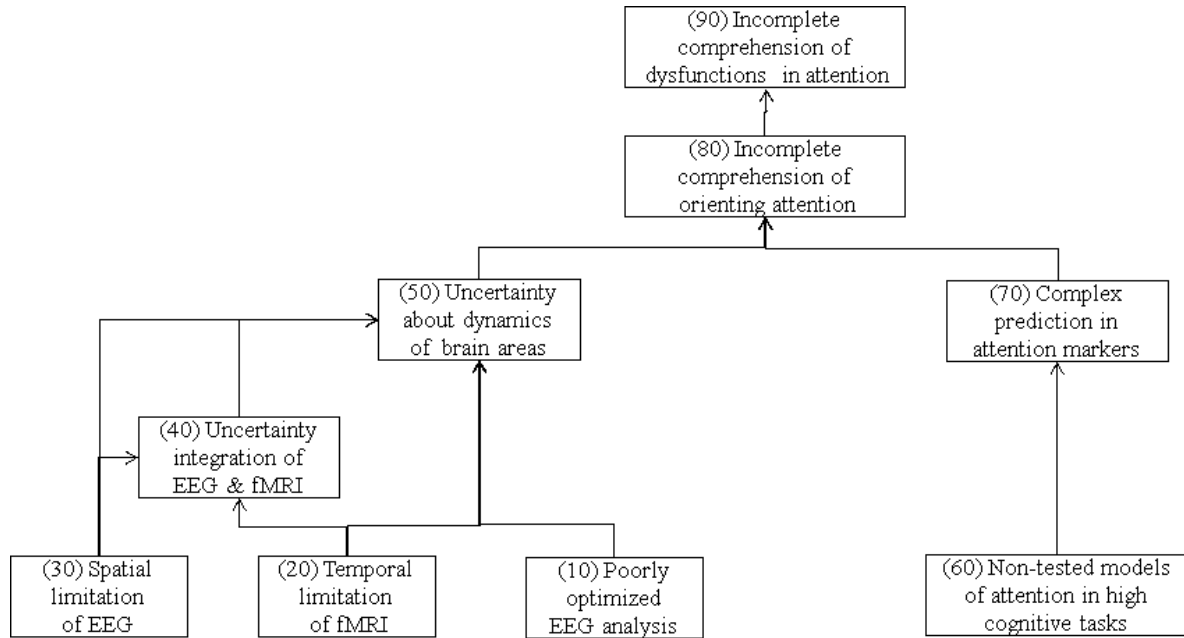 (90) Incomplete
comprehension of
dysfunctions in attention
(80) Incomplete
comprehension of
orienting attention
(50) Uncertainty
about dynamics
of brain areas
(70) Complex
prediction in
attention markers
(40) Uncertainty
integration of
EEG & fMRI
(30) Spatial
limitation
of EEG
(20) Temporal
limitation
of fMRI
(10) Poorly
optimized
EEG analysis
(60) Non-tested models
of attention in high
cognitive tasks